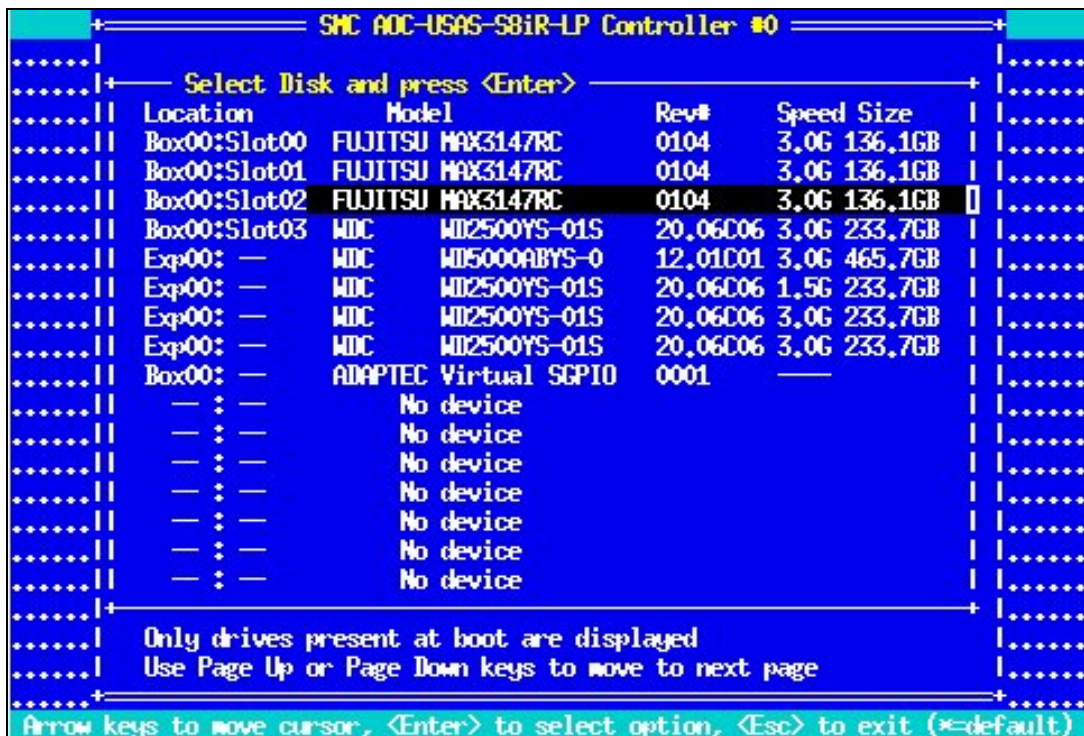 SMC AOC-USAS-S8iR-LP Controller #0
Select Disk and press <Enter>
Location Model Rev# Speed Size
Box00:Slot00 FUJITSU MAX3147RC 0104 3.0G 136.1GB
Box00:Slot01 FUJITSU MAX3147RC 0104 3.0G 136.1GB
Box00:Slot02 FUJITSU MAX3147RC 0104 3.0G 136.1GB
Box00:Slot03 WDC WD2500YS-01S 20.06C06 3.0G 233.7GB
Exp00: — WDC WD5000ABYS-0 12.01C01 3.0G 465.7GB
Exp00: — WDC WD2500YS-01S 20.06C06 1.5G 233.7GB
Exp00: — WDC WD2500YS-01S 20.06C06 3.0G 233.7GB
Exp00: — WDC WD2500YS-01S 20.06C06 3.0G 233.7GB
Box00: — ADAPTEC Virtual SGPIO 0001 ——
— : — No device
— : — No device
— : — No device
— : — No device
— : — No device
— : — No device
— : — No device
Only drives present at boot are displayed
Use Page Up or Page Down keys to move to next page
Arrow keys to move cursor, <Enter> to select option, <Esc> to exit (*=default)